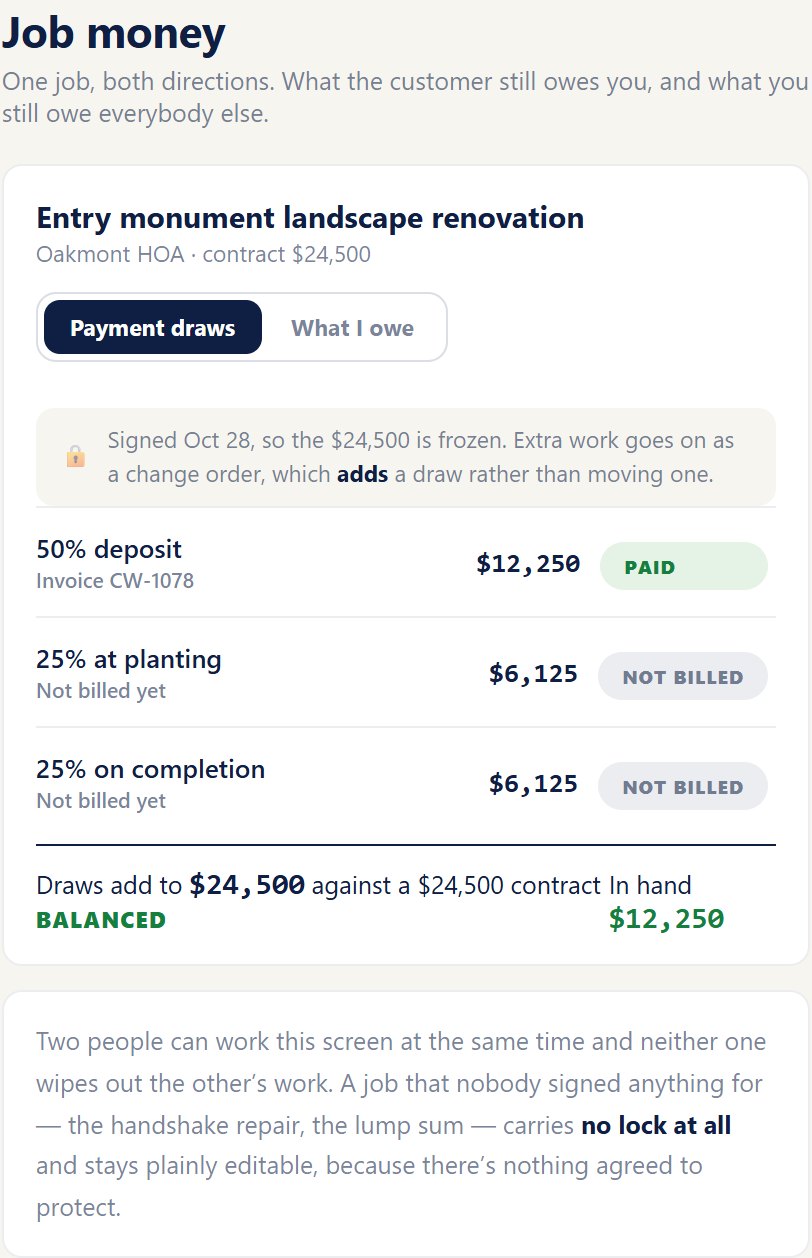 Job money
One job, both directions. What the customer still owes you, and what you
still owe everybody else.
Entry monument landscape renovation
Oakmont HOA · contract $24,500
Payment draws
What I owe
Signed Oct 28, so the $24,500 is frozen. Extra work goes on as
a change order, which adds a draw rather than moving one.
50% deposit
Invoice CW-1078
$12,250
PAID
25% at planting
Not billed yet
$6,125
NOT BILLED
25% on completion
Not billed yet
$6,125
NOT BILLED
Draws add to $24,500 against a $24,500 contract
BALANCED
In hand
$12,250
Two people can work this screen at the same time and neither one
wipes out the other’s work. A job that nobody signed anything for
— the handshake repair, the lump sum — carries no lock at all
and stays plainly editable, because there’s nothing agreed to
protect.